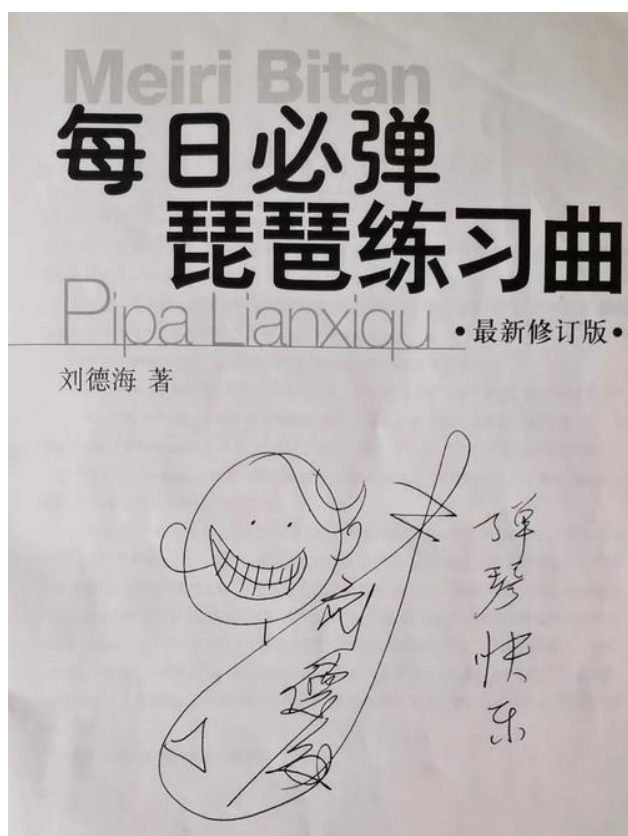 Meiri Bitan
每日必弹
琵琶练习曲
Pipa Lianxiqu
•最新修订版•
刘德海 著
弹琴快乐
刘德海